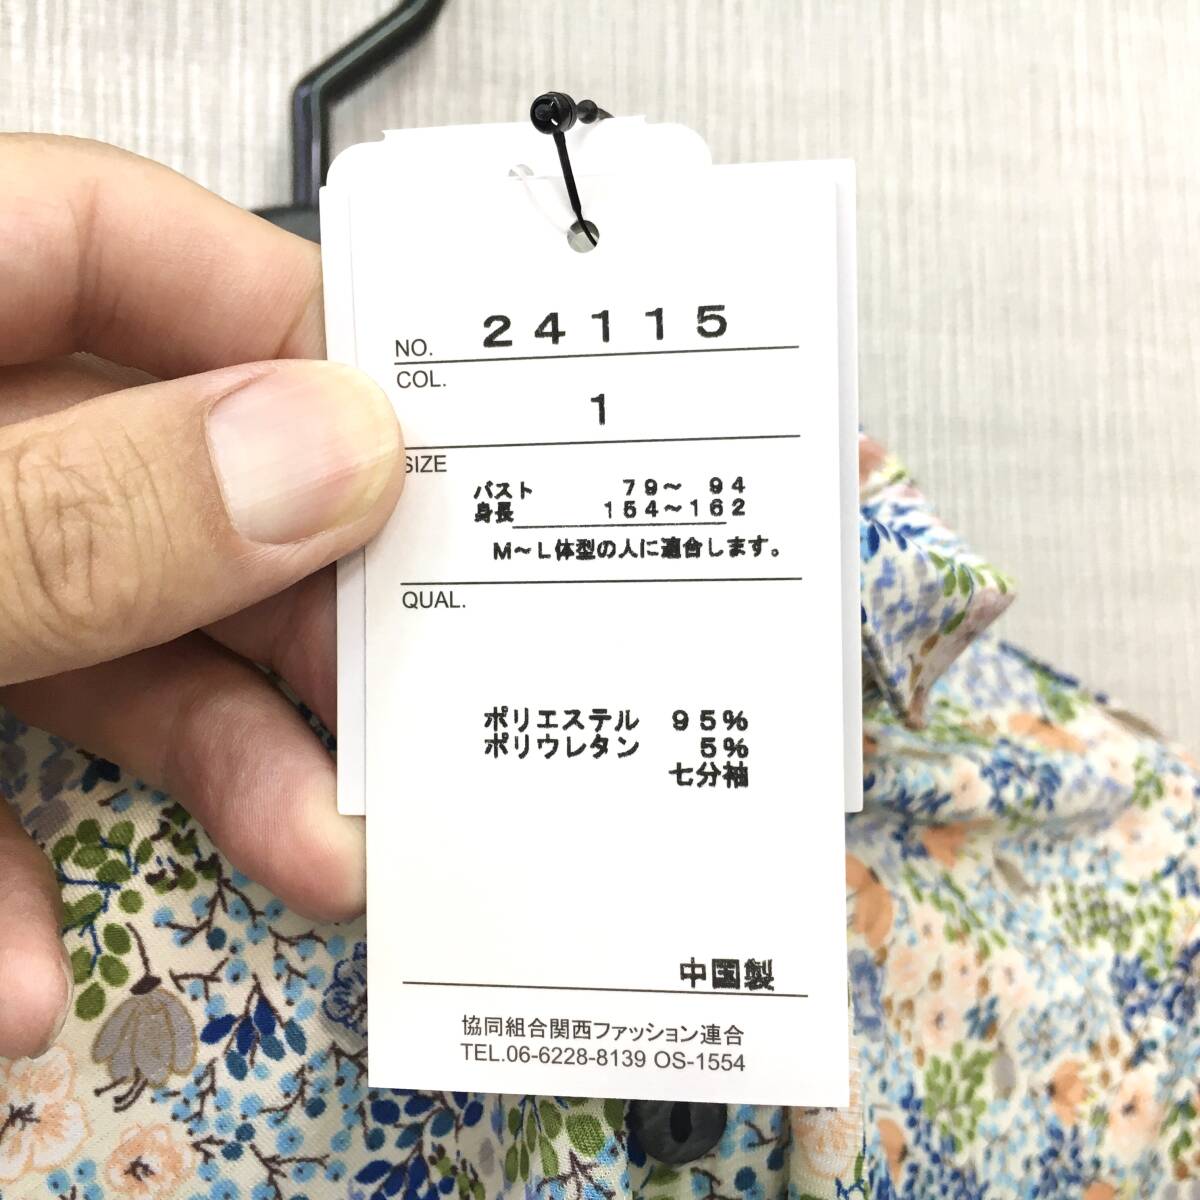 NO. 24115
COL.
1
SIZE
バスト 79～ 94
身長 154～162
M～L体型の人に適合します。
QUAL.
ポリエステル 95%
ポリウレタン 5%
七分袖
中国製
協同組合関西ファッション連合
TEL.06-6228-8139 OS-1554